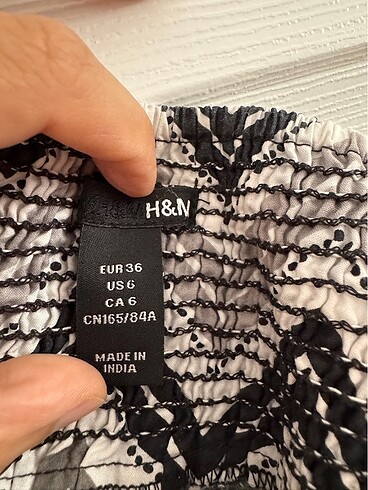 H&N
EUR 36
US 6
CA 6
CN165/84A
MADE IN
INDIA